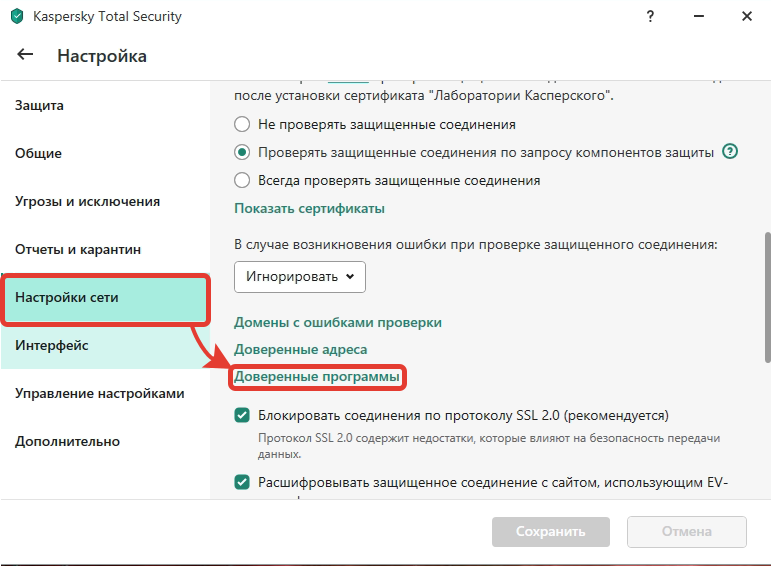 Kaspersky Total Security
?
Настройка
Защита
Общие
Угрозы и исключения
Отчеты и карантин
Настройки сети
Интерфейс
Управление настройками
Дополнительно
после установки сертификата "Лаборатории Касперского".
Не проверять защищенные соединения
Проверять защищенные соединения по запросу компонентов защиты ?
Всегда проверять защищенные соединения
Показать сертификаты
В случае возникновения ошибки при проверке защищенного соединения:
Игнорировать
Домены с ошибками проверки
Доверенные адреса
Доверенные программы
Блокировать соединения по протоколу SSL 2.0 (рекомендуется)
Протокол SSL 2.0 содержит недостатки, которые влияют на безопасность передачи
данных.
Расшифровывать защищенное соединение с сайтом, использующим EV-
Сохранить
Отмена